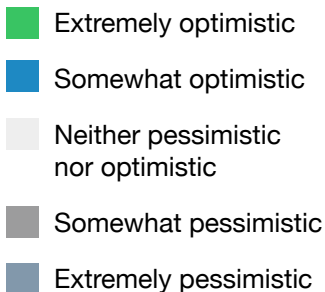 Extremely optimistic
Somewhat optimistic
Neither pessimistic
nor optimistic
Somewhat pessimistic
Extremely pessimistic